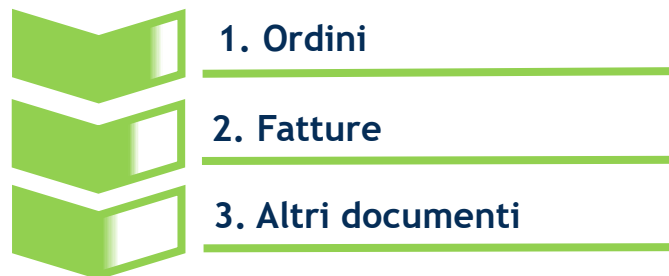 1. Ordini
2. Fatture
3. Altri documenti